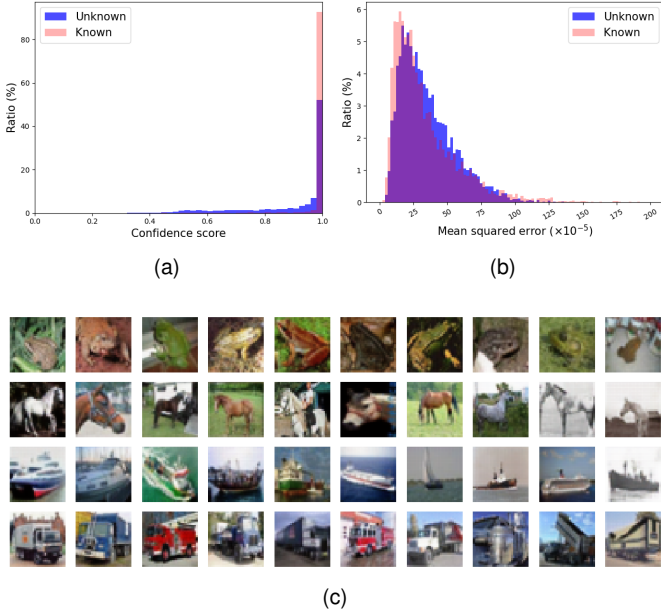 Unknown
Known
Ratio (%)
80
60
40
20
0
0.0 0.2 0.4 0.6 0.8 1.0
Confidence score
(a)
Unknown
Known
Ratio (%)
6
5
4
3
2
1
0
0 25 50 75 100 125 150 175 200
Mean squared error (×10⁻⁵)
(b)
(c)